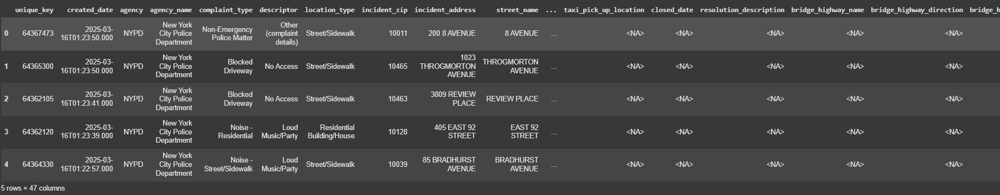 unique_key created_date agency agency_name complaint_type descriptor location_type incident_zip incident_address street_name ... taxi_pick_up_location closed_date resolution_description bridge_highway_name bridge_highway_direction bridge_h
0 64367473 2025-03-16T01:23:50.000 NYPD New York City Police Department Non-Emergency Police Matter Other (complaint details) Street/Sidewalk 10011 200 8 AVENUE 8 AVENUE ... <NA> <NA> <NA> <NA> <NA>
1 64365300 2025-03-16T01:23:50.000 NYPD New York City Police Department Blocked Driveway No Access Street/Sidewalk 10465 1023 THROGMORTON AVENUE THROGMORTON AVENUE ... <NA> <NA> <NA> <NA> <NA>
2 64362105 2025-03-16T01:23:41.000 NYPD New York City Police Department Blocked Driveway No Access Street/Sidewalk 10463 3809 REVIEW PLACE REVIEW PLACE ... <NA> <NA> <NA> <NA> <NA>
3 64362120 2025-03-16T01:23:39.000 NYPD New York City Police Department Noise - Residential Loud Music/Party Residential Building/House 10128 405 EAST 92 STREET EAST 92 STREET ... <NA> <NA> <NA> <NA> <NA>
4 64364330 2025-03-16T01:22:57.000 NYPD New York City Police Department Noise - Street/Sidewalk Loud Music/Party Street/Sidewalk 10039 85 BRADHURST AVENUE BRADHURST AVENUE ... <NA> <NA> <NA> <NA> <NA>
5 rows × 47 columns